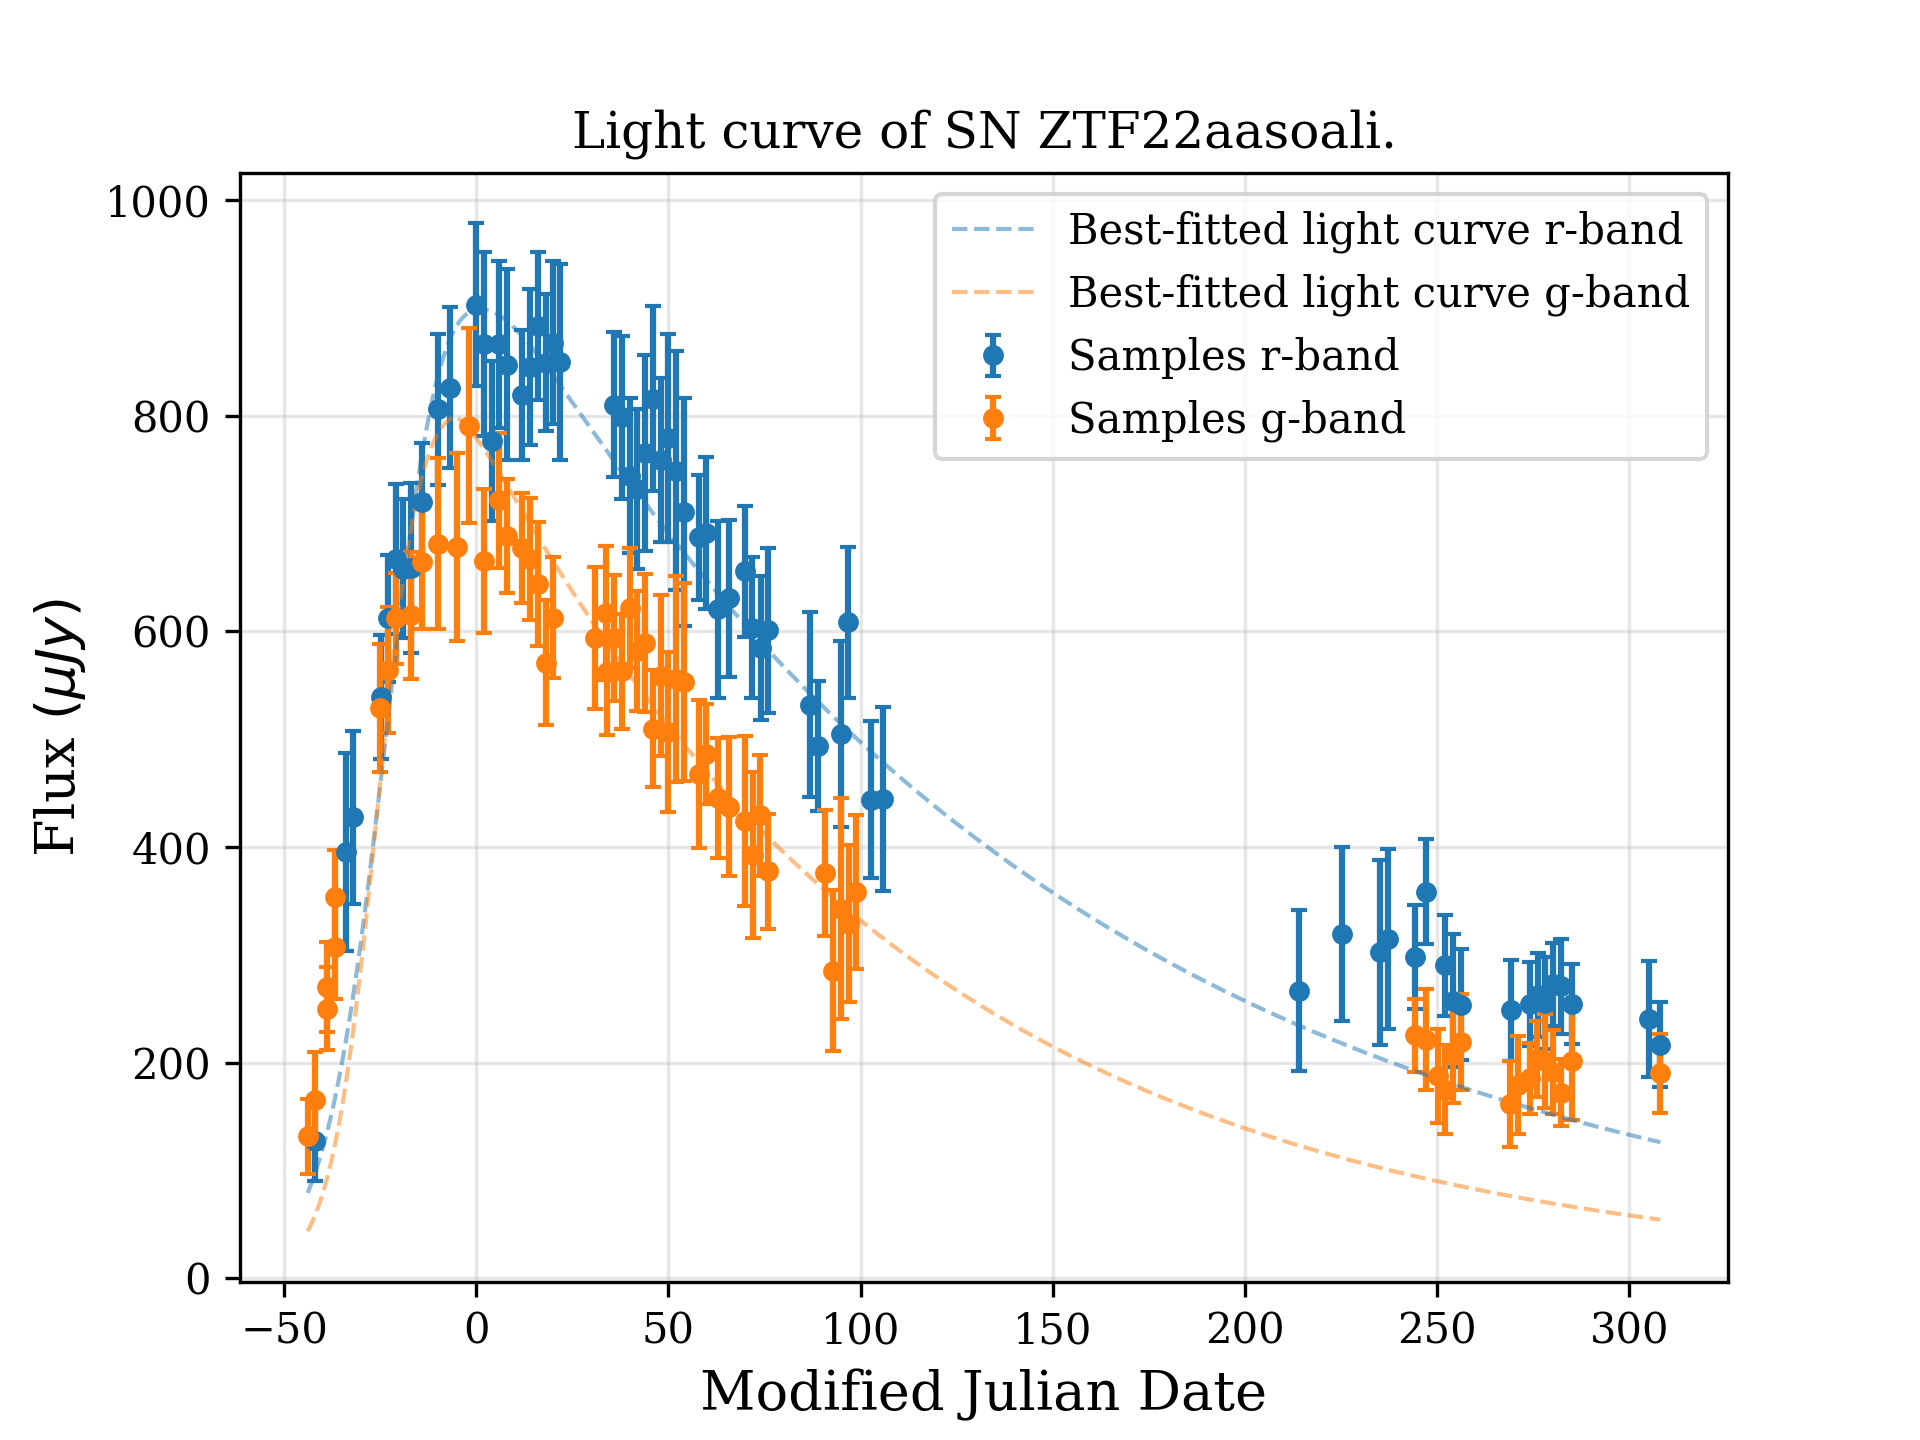 Light curve of SN ZTF22aasoali.
1000
800
600
400
200
0
Flux (μJy)
Best-fitted light curve r-band
Best-fitted light curve g-band
Samples r-band
Samples g-band
−50 0 50 100 150 200 250 300
Modified Julian Date